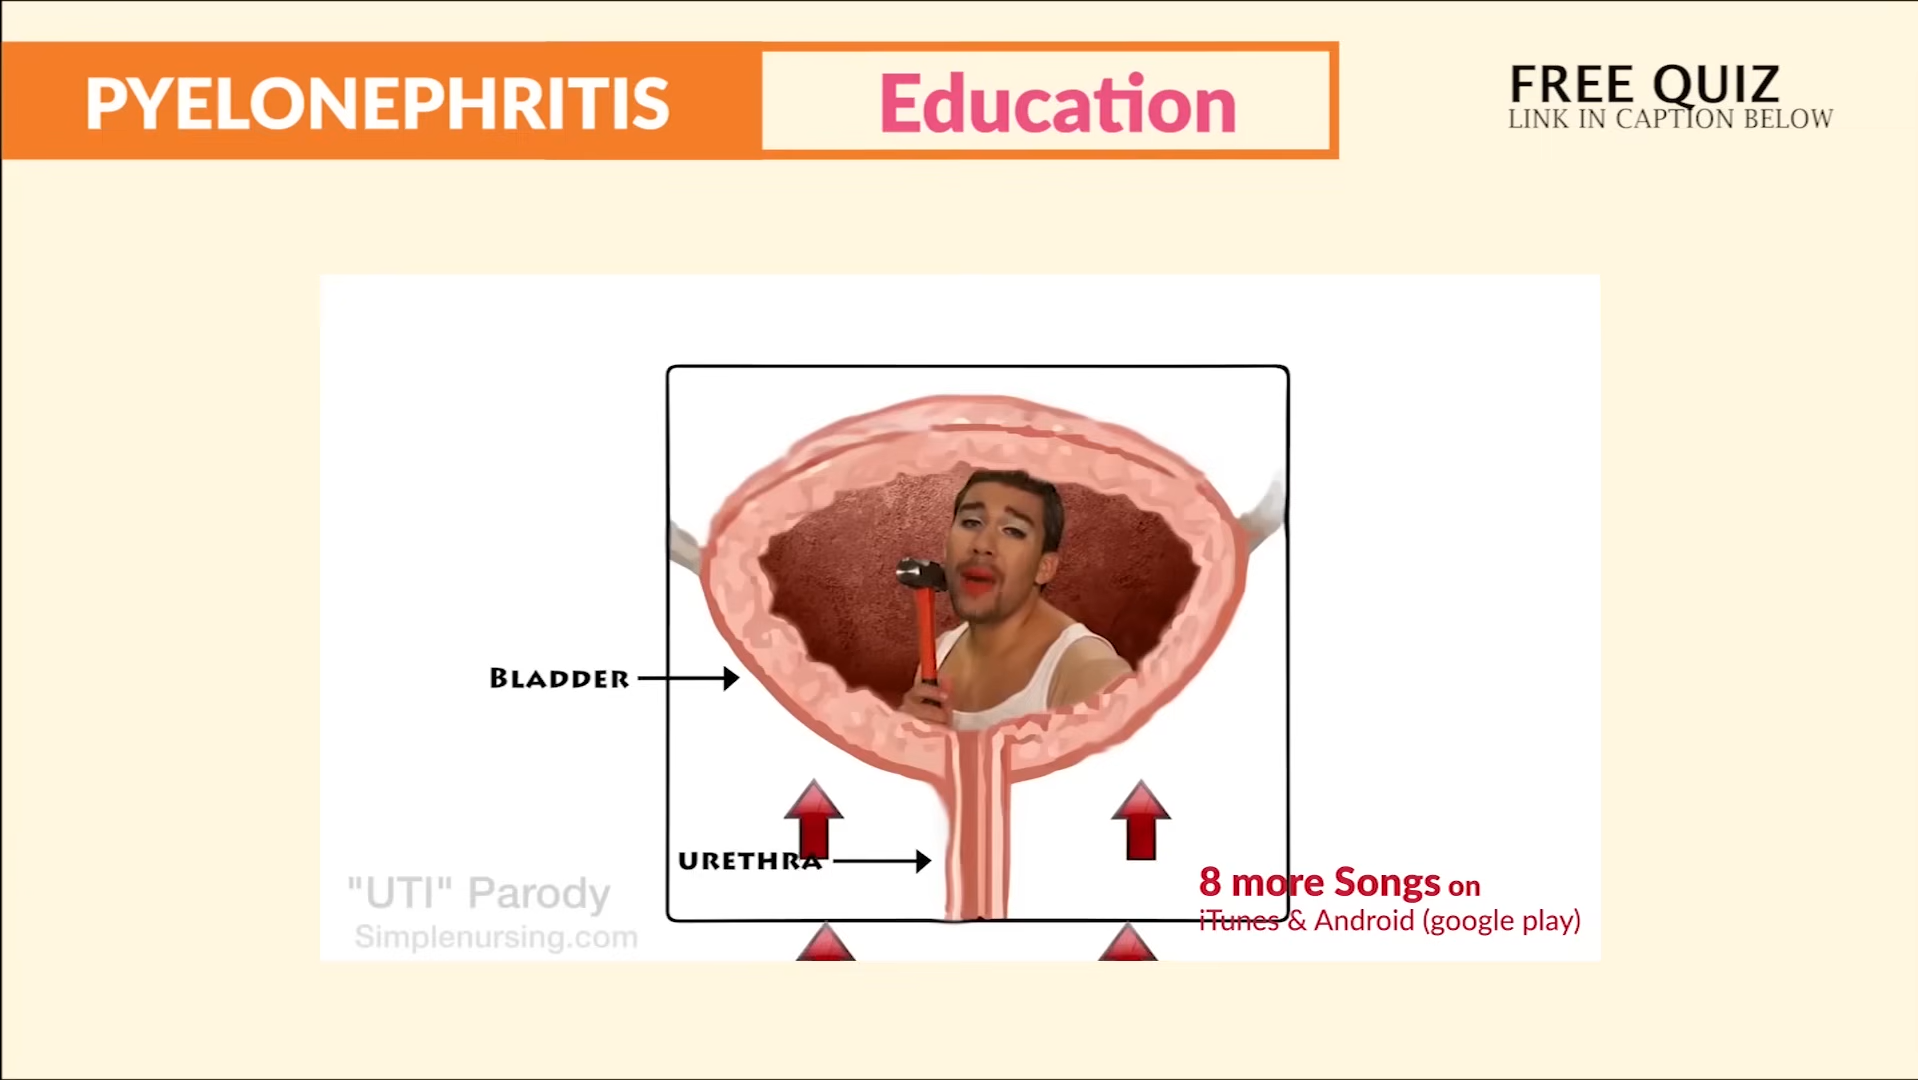 PYELONEPHRITIS
Education
FREE QUIZ
LINK IN CAPTION BELOW
BLADDER
URETHRA
"UTI" Parody
Simplenursing.com
8 more Songs on
iTunes & Android (google play)